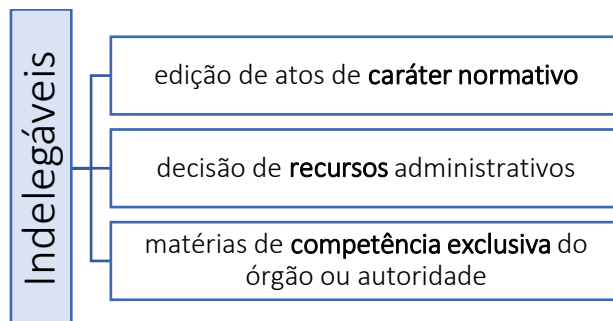 Indelegáveis
edição de atos de caráter normativo
decisão de recursos administrativos
matérias de competência exclusiva do
órgão ou autoridade